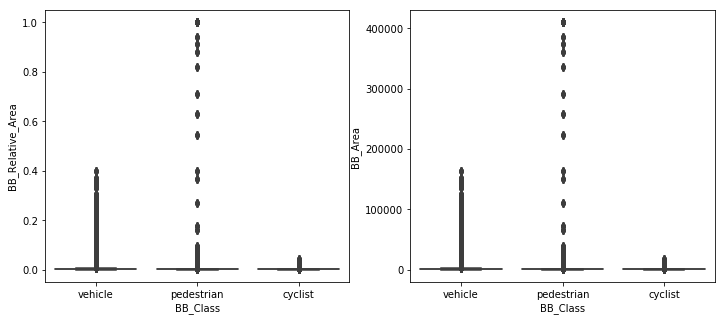 1.0
0.8
0.6
0.4
0.2
0.0
BB_Relative_Area
vehicle pedestrian cyclist
BB_Class
400000
300000
200000
100000
0
BB_Area
vehicle pedestrian cyclist
BB_Class